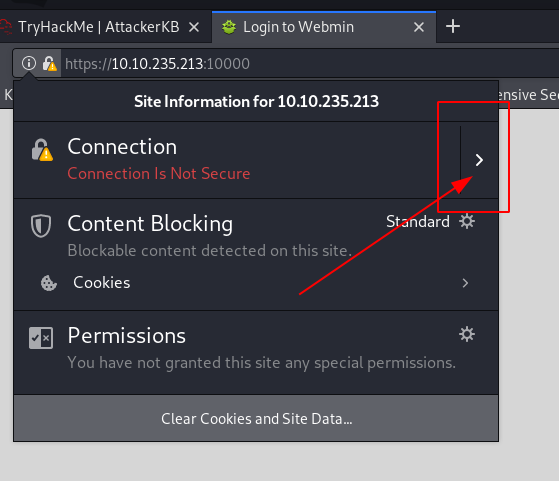 TryHackMe | AttackerKB
Login to Webmin
https://10.10.235.213:10000
K
ensive Sec
Site Information for 10.10.235.213
Connection
Connection Is Not Secure
Content Blocking
Standard
Blockable content detected on this site.
Cookies
Permissions
You have not granted this site any special permissions.
Clear Cookies and Site Data...